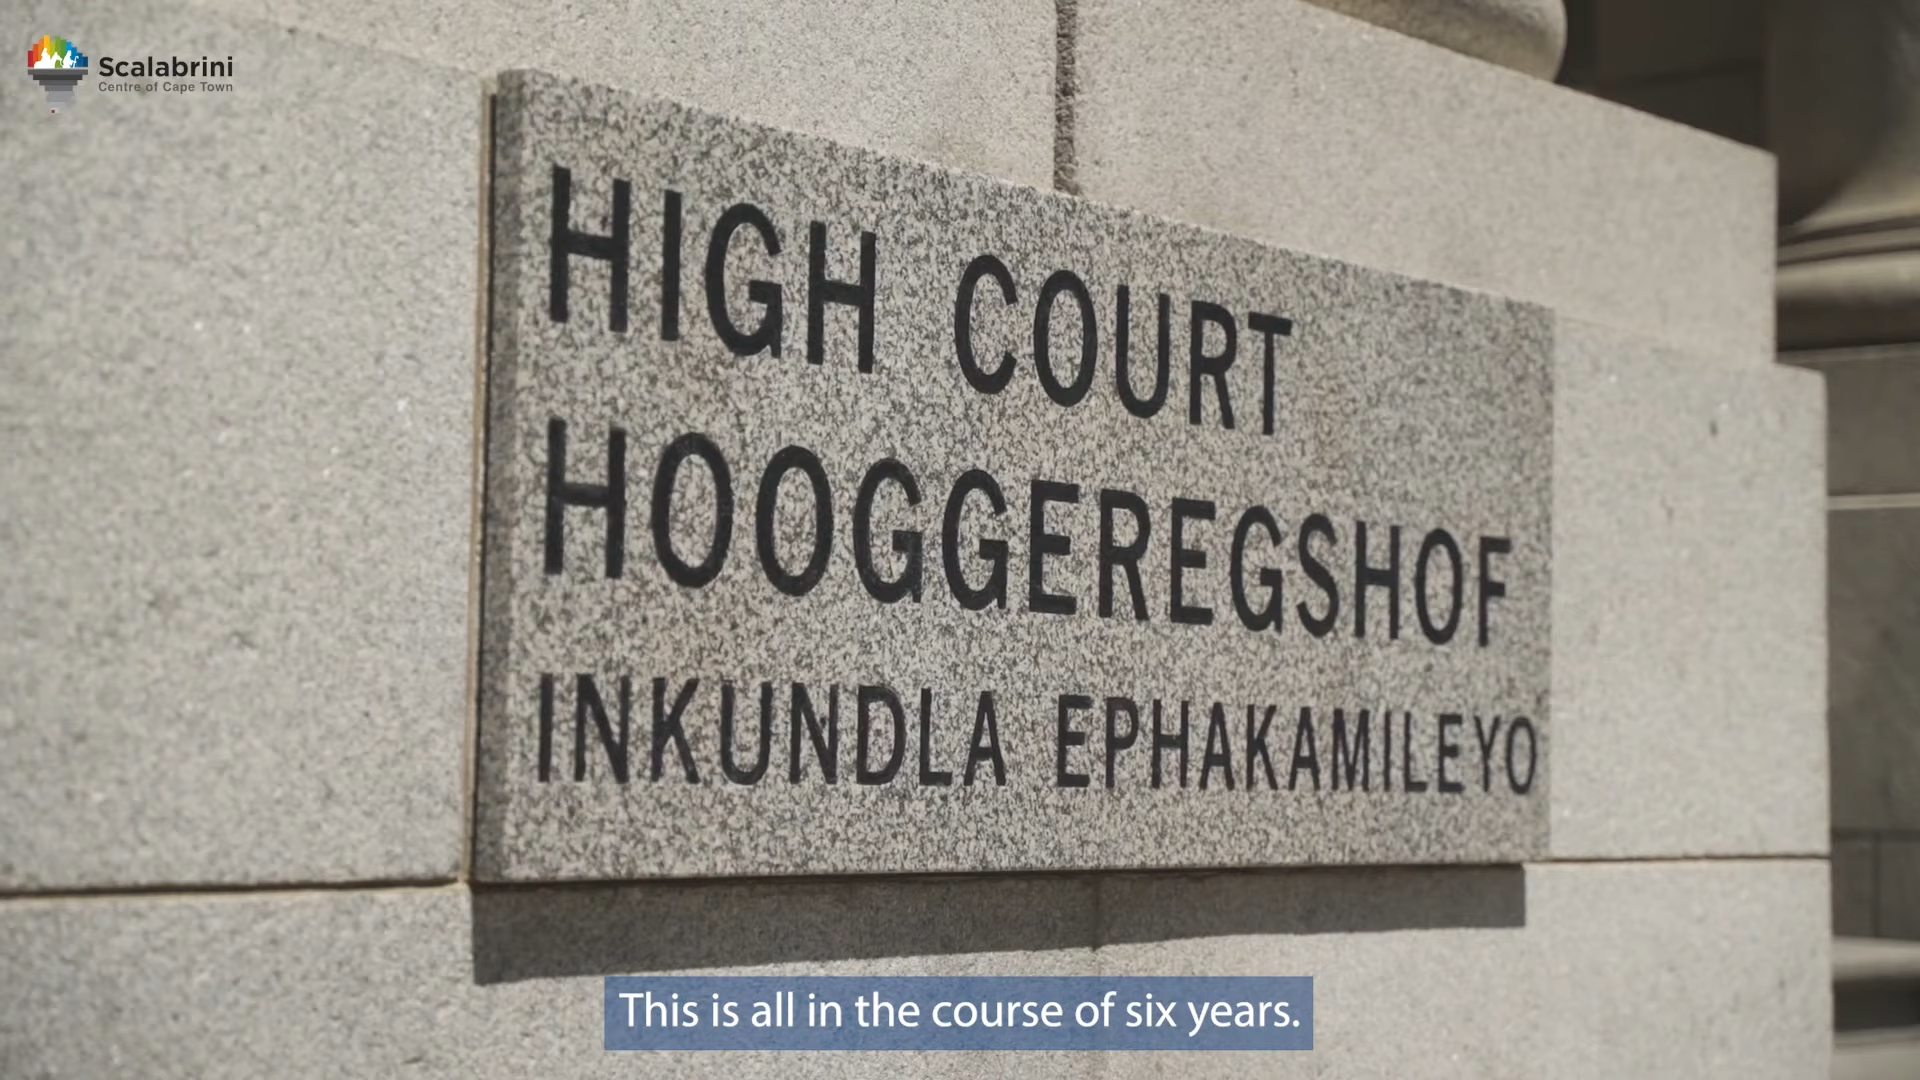 Scalabrini
Centre of Cape Town
HIGH COURT
HOOGGEREGSHOF
INKUNDLA EPHAKAMILEYO
This is all in the course of six years.